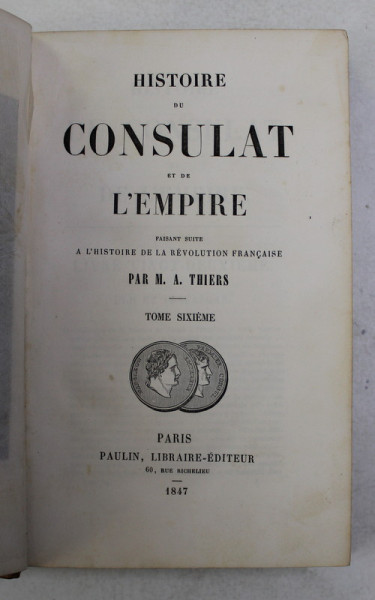 HISTOIRE
DU
CONSULAT
ET DE
L'EMPIRE
FAISANT SUITE
A L'HISTOIRE DE LA RÉVOLUTION FRANÇAISE
PAR M. A. THIERS
TOME SIXIÈME
PARIS
PAULIN, LIBRAIRE-ÉDITEUR
60, RUE RICHELIEU
1847